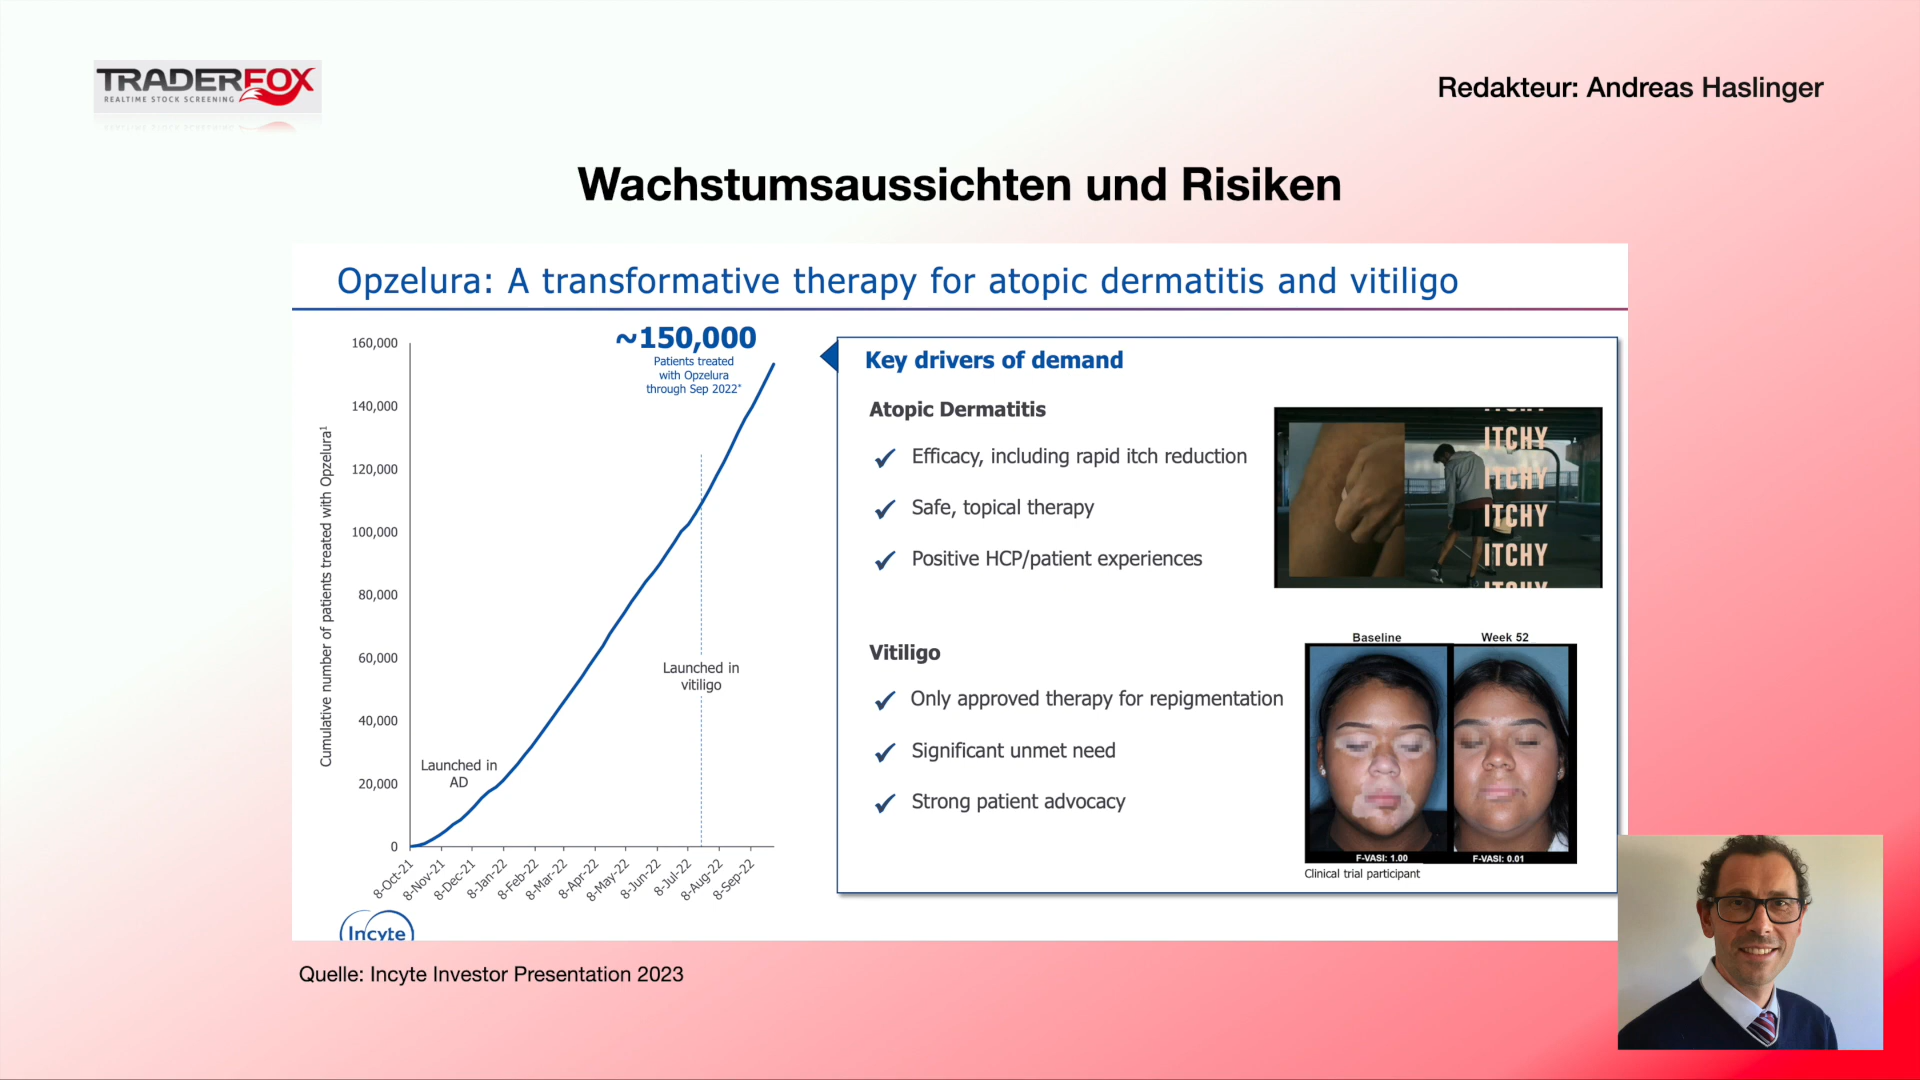 TRADERFOX
REALTIME STOCK SCREENING
Redakteur: Andreas Haslinger
Wachstumsaussichten und Risiken
Opzelura: A transformative therapy for atopic dermatitis and vitiligo
~150,000
Patients treated
with Opzelura
through Sep 2022*
Cumulative number of patients treated with Opzelura¹
160,000
140,000
120,000
100,000
80,000
60,000
40,000
20,000
0
Launched in
AD
Launched in
vitiligo
8-Oct-21
8-Nov-21
8-Dec-21
8-Jan-22
8-Feb-22
8-Mar-22
8-Apr-22
8-May-22
8-Jun-22
8-Jul-22
8-Aug-22
8-Sep-22
Key drivers of demand
Atopic Dermatitis
✓ Efficacy, including rapid itch reduction
✓ Safe, topical therapy
✓ Positive HCP/patient experiences
ITCHY
ITCHY
ITCHY
ITCHY
ITCHY
ITCHY
Vitiligo
✓ Only approved therapy for repigmentation
✓ Significant unmet need
✓ Strong patient advocacy
Baseline Week 52
F-VASI: 1.00 F-VASI: 0.01
Clinical trial participant
Incyte
Quelle: Incyte Investor Presentation 2023